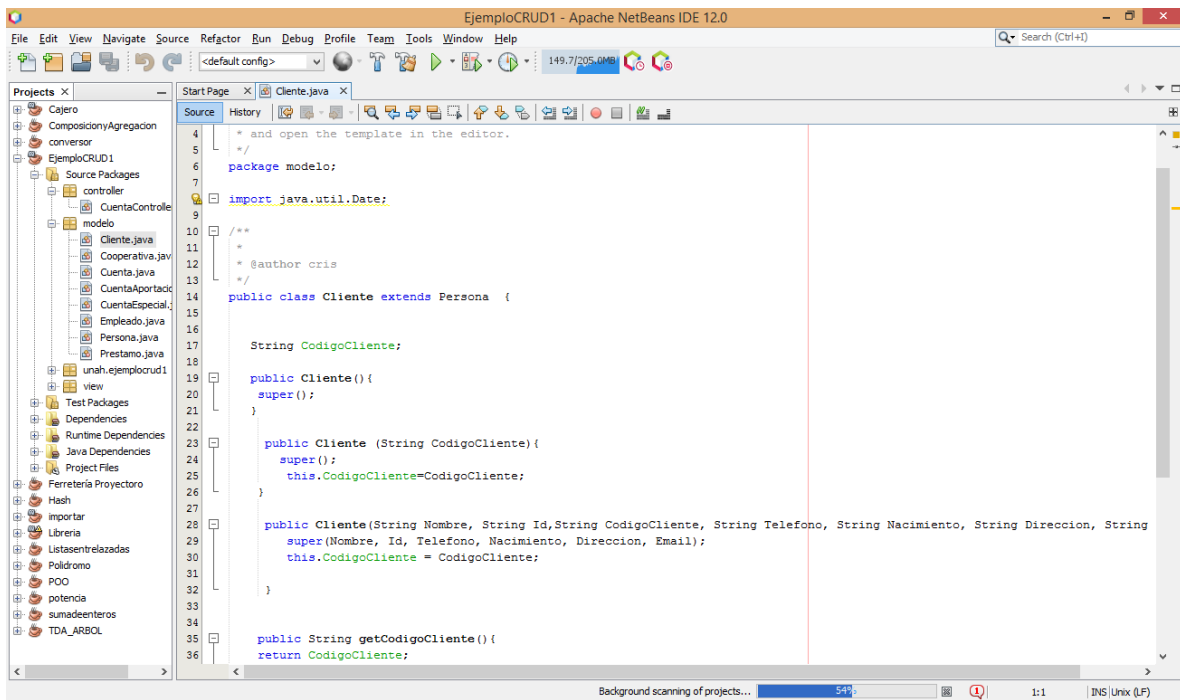 EjemploCRUD1 - Apache NetBeans IDE 12.0
File Edit View Navigate Source Refactor Run Debug Profile Team Tools Window Help
Search (Ctrl+I)
<default config>
149.7/205.0MB
Projects
Start Page
Cliente.java
Source History
Cajero
ComposicionyAgregacion
conversor
EjemploCRUD1
Source Packages
controller
CuentaControlle
modelo
Cliente.java
Cooperativa.jav
Cuenta.java
CuentaAportacio
CuentaEspecial.j
Empleado.java
Persona.java
Prestamo.java
unah.ejemplocrud1
view
Test Packages
Dependencies
Runtime Dependencies
Java Dependencies
Project Files
Ferretería Proyectoro
Hash
importar
Libreria
Listasentrelazadas
Polidromo
POO
potencia
sumadeenteros
TDA_ARBOL
4 * and open the template in the editor.
5 */
6 package modelo;
7
import java.util.Date;
9
10 /**
11 *
12 * @author cris
13 */
14 public class Cliente extends Persona {
15
16
17 String CodigoCliente;
18
19 public Cliente(){
20 super();
21 }
22
23 public Cliente (String CodigoCliente){
24 super();
25 this.CodigoCliente=CodigoCliente;
26 }
27
28 public Cliente(String Nombre, String Id,String CodigoCliente, String Telefono, String Nacimiento, String Direccion, String
29 super(Nombre, Id, Telefono, Nacimiento, Direccion, Email);
30 this.CodigoCliente = CodigoCliente;
31
32 }
33
34
35 public String getCodigoCliente(){
36 return CodigoCliente;
Background scanning of projects... 54% 1 1:1 INS Unix (LF)